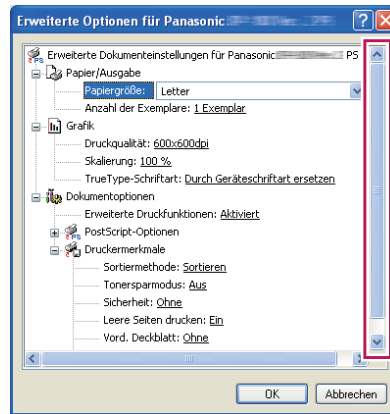 Erweiterte Optionen für Panasonic
Erweiterte Dokumenteinstellungen für Panasonic PS
Papier/Ausgabe
Papiergröße: Letter
Anzahl der Exemplare: 1 Exemplar
Grafik
Druckqualität: 600x600dpi
Skalierung: 100 %
TrueType-Schriftart: Durch Geräteschriftart ersetzen
Dokumentoptionen
Erweiterte Druckfunktionen: Aktiviert
PostScript-Optionen
Druckermerkmale
Sortiermethode: Sortieren
Tonersparmodus: Aus
Sicherheit: Ohne
Leere Seiten drucken: Ein
Vord. Deckblatt: Ohne
OK Abbrechen